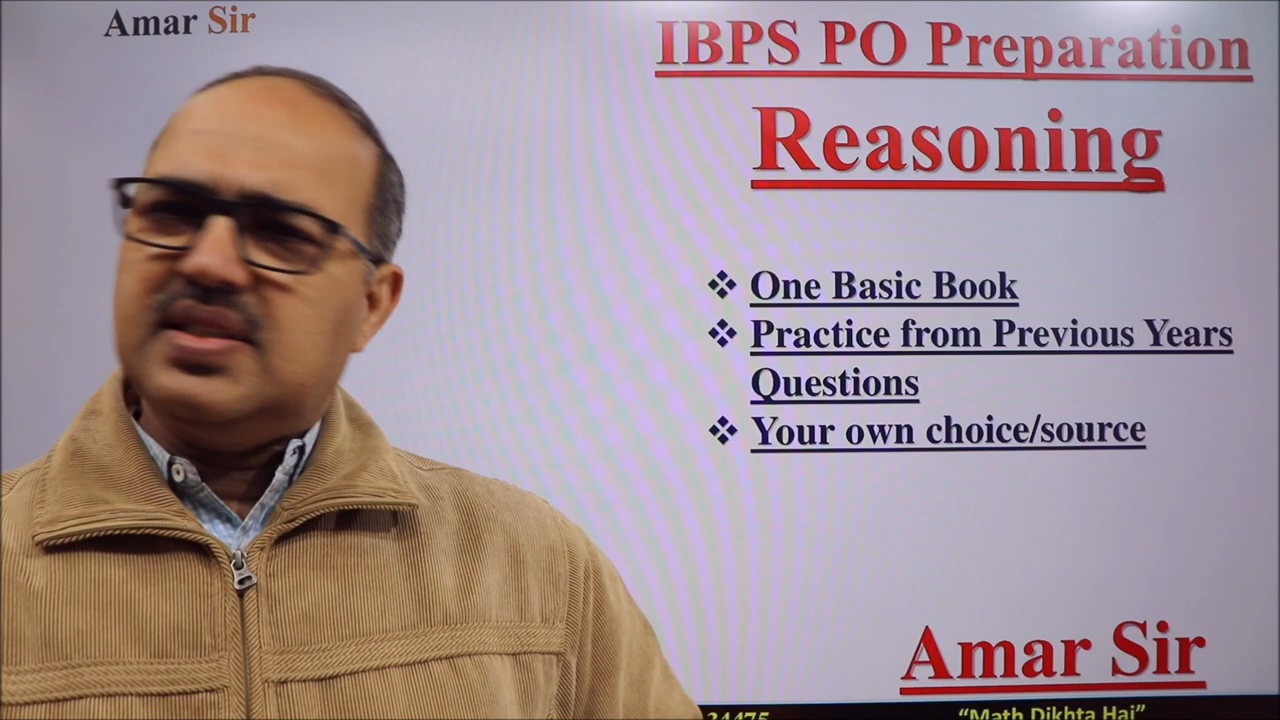 Amar Sir
IBPS PO Preparation
Reasoning
❖ One Basic Book
❖ Practice from Previous Years
Questions
❖ Your own choice/source
Amar Sir
“Math Dikhta Hai”